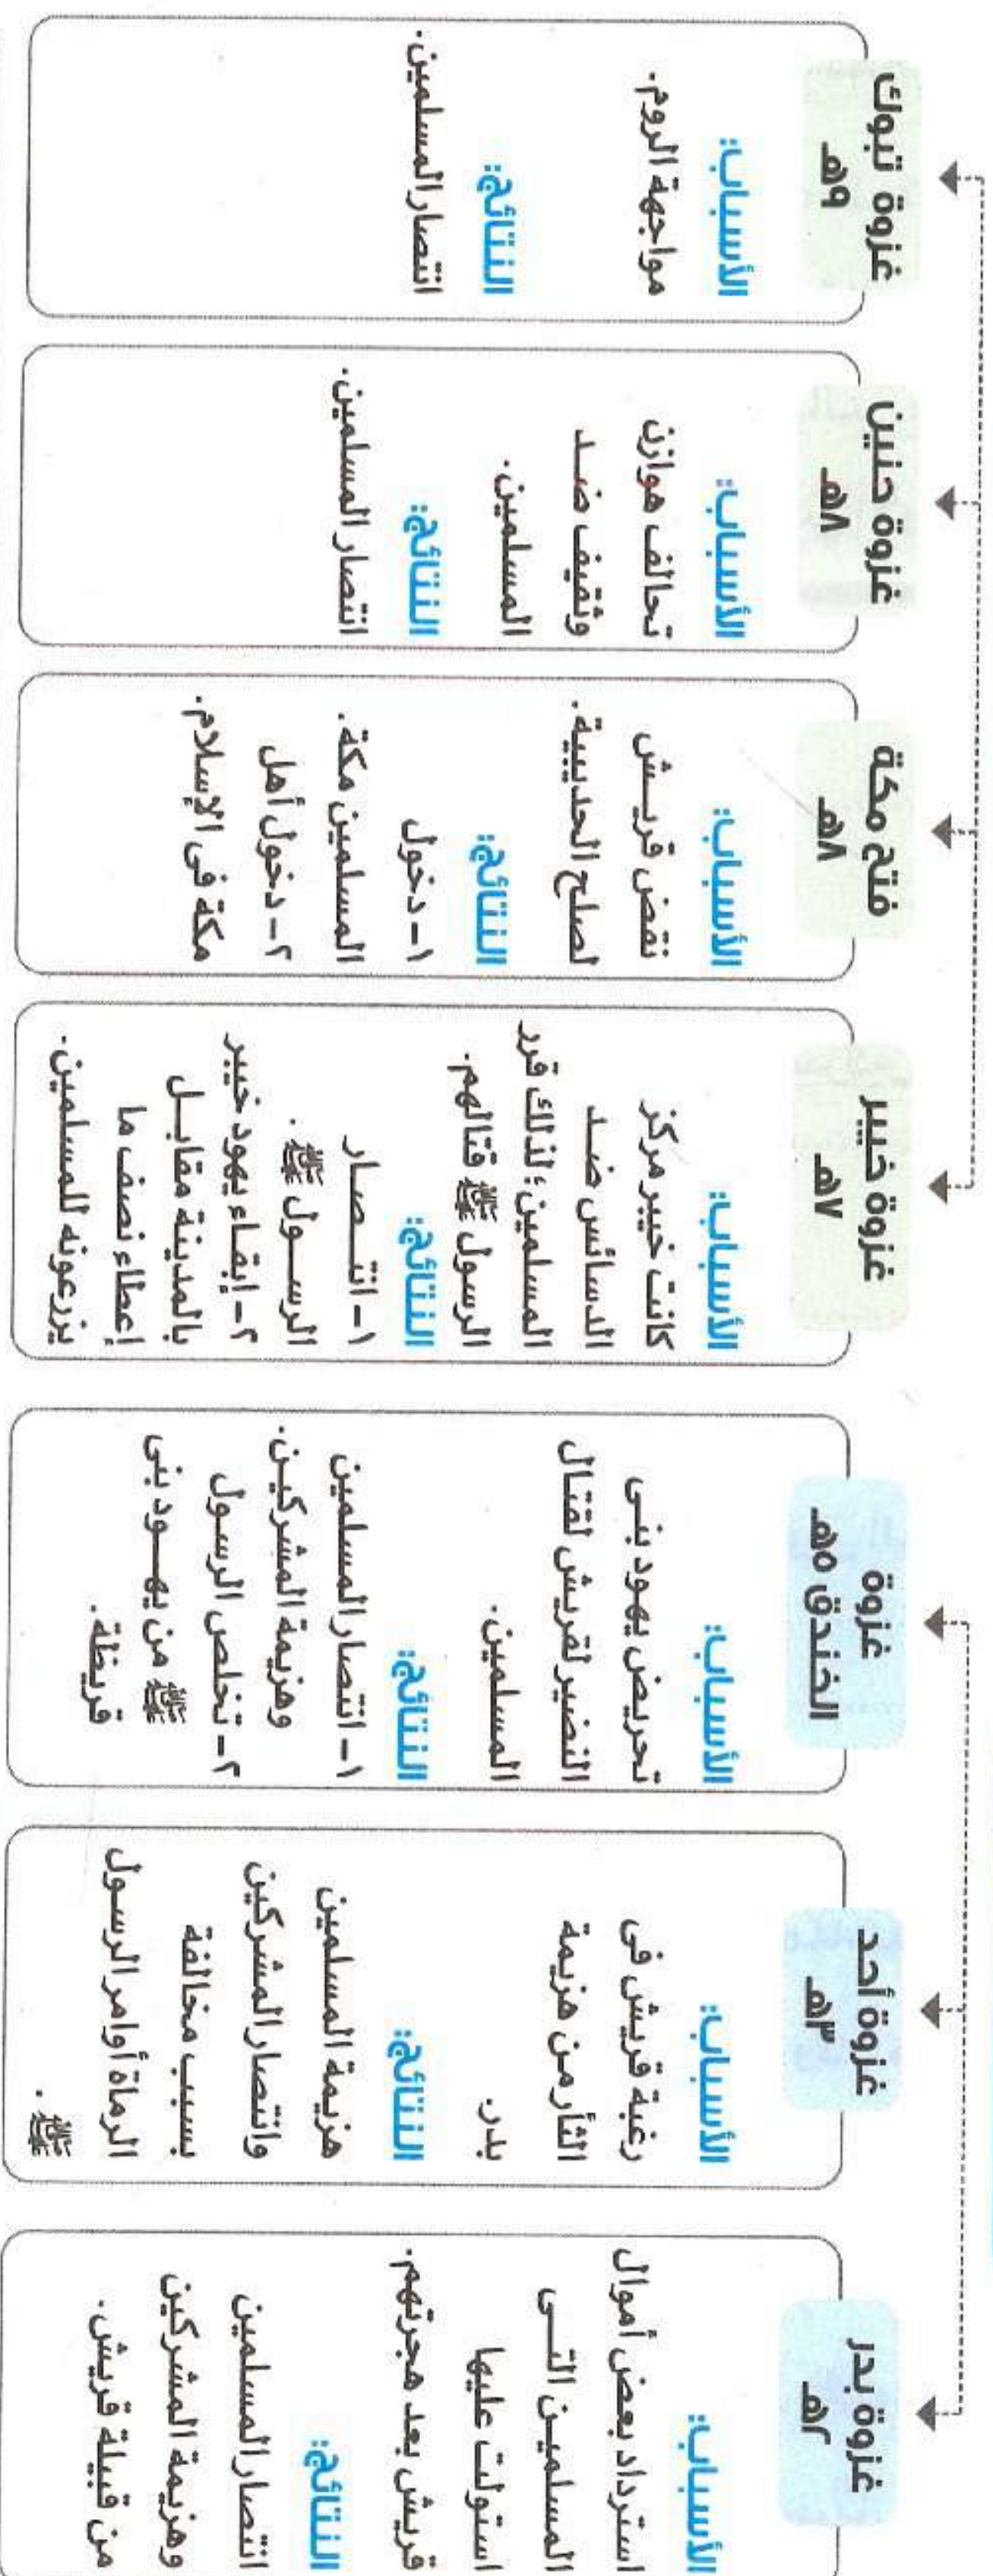 غزوة بدر
٢هـ
الأسباب:
استرداد بعض أموال
المسلمين التى
استولت عليها
قريش بعد هجرتهم.
النتائج:
انتصار المسلمين
وهزيمة المشركين
من قبيلة قريش.
غزوة أحد
٣هـ
الأسباب:
رغبة قريش فى
الثأر من هزيمة
بدر.
النتائج:
هزيمة المسلمين
وانتصار المشركين
بسبب مخالفة
الرماة أوامر الرسول
ﷺ.
غزوة
الخندق ٥هـ
الأسباب:
تحريض يهود بنى
النضير لقريش لقتال
المسلمين.
النتائج:
١- انتصار المسلمين
وهزيمة المشركين.
٢- تخلص الرسول
ﷺ من يهود بنى
قريظة.
غزوة خيبر
٧هـ
الأسباب:
كانت خيبر مركز
الدسائس ضد
المسلمين؛ لذلك قرر
الرسول ﷺ قتالهم.
النتائج:
١- انتصار
الرسول ﷺ.
٢- إبقاء يهود خيبر
بالمدينة مقابل
إعطاء نصف ما
يزرعونه للمسلمين.
فتح مكة
٨هـ
الأسباب:
نقض قريش
لصلح الحديبية.
النتائج:
١- دخول
المسلمين مكة.
٢- دخول أهل
مكة فى الإسلام.
غزوة حنين
٨هـ
الأسباب:
تحالف هوازن
وثقيف ضد
المسلمين.
النتائج:
انتصار المسلمين.
غزوة تبوك
٩هـ
الأسباب:
مواجهة الروم.
النتائج:
انتصار المسلمين.